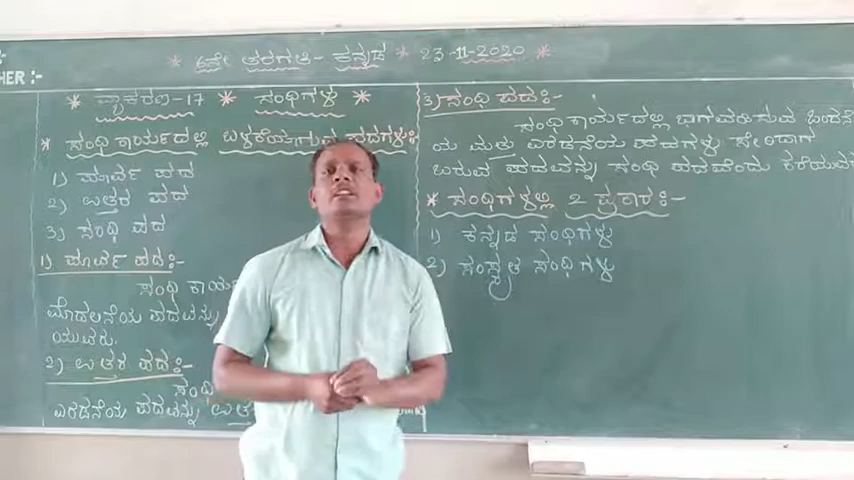 HER:-
* 6ನೇ ತರಗತಿ - ಕನ್ನಡ * 23-11-2020 *
* ವ್ಯಾಕರಣ-17 * ಸಂಧಿಗಳು *
* ಸಂಧಿ ಕಾರ್ಯದಲ್ಲಿ ಬಳಕೆಯಾಗುವ ಪದಗಳು:-
1) ಪೂರ್ವ ಪದ
2) ಉತ್ತರ ಪದ
3) ಸಂಧಿ ಪದ
1) ಪೂರ್ವ ಪದ:-
ಸಂಧಿ ಕಾರ್ಯ
ಮೊದಲನೆಯ ಪದವನ್ನು
ಯುವರು.
2) ಉತ್ತರ ಪದ:-
ಸಂಧಿ
ಎರಡನೆಯ ಪದವನ್ನು ಉತ್ತ
3) ಸಂಧಿ ಪದ:-
ಸಂಧಿ ಕಾರ್ಯದಲ್ಲಿ ಭಾಗವಹಿಸುವ ಒಂದನೆ
ಯ ಮತ್ತು ಎರಡನೆಯ ಪದಗಳು ಸೇರಿದಾಗ
ಬರುವ ಪದವನ್ನು ಸಂಧಿ ಪದವೆಂದು ಕರೆಯುವ
* ಸಂಧಿಗಳಲ್ಲಿ 2 ಪ್ರಕಾರ:-
1) ಕನ್ನಡ ಸಂಧಿಗಳು
2) ಸಂಸ್ಕೃತ ಸಂಧಿಗಳು